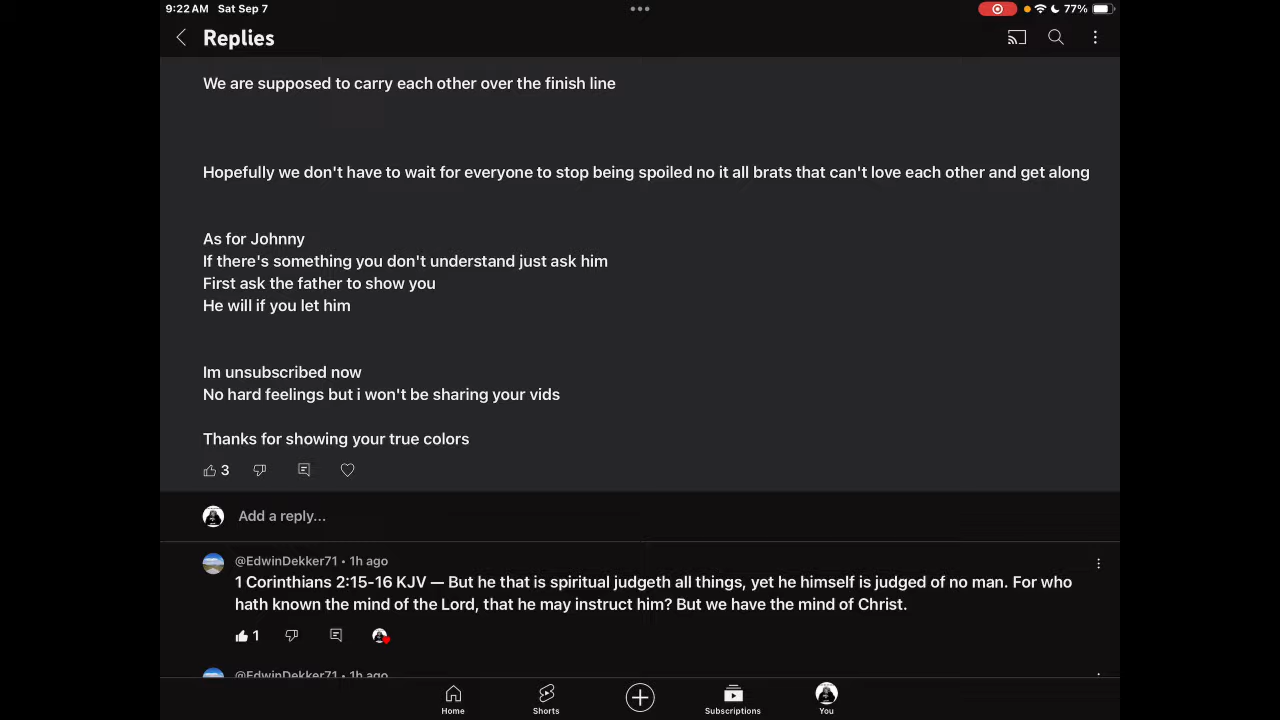 9:22 AM Sat Sep 7
77%
Replies
We are supposed to carry each other over the finish line
Hopefully we don't have to wait for everyone to stop being spoiled no it all brats that can't love each other and get along
As for Johnny
If there's something you don't understand just ask him
First ask the father to show you
He will if you let him
Im unsubscribed now
No hard feelings but i won't be sharing your vids
Thanks for showing your true colors
3
Add a reply...
@EdwinDekker71 • 1h ago
1 Corinthians 2:15-16 KJV — But he that is spiritual judgeth all things, yet he himself is judged of no man. For who
hath known the mind of the Lord, that he may instruct him? But we have the mind of Christ.
1
@EdwinDekker71 • 1h ago
Home
Shorts
Subscriptions
You